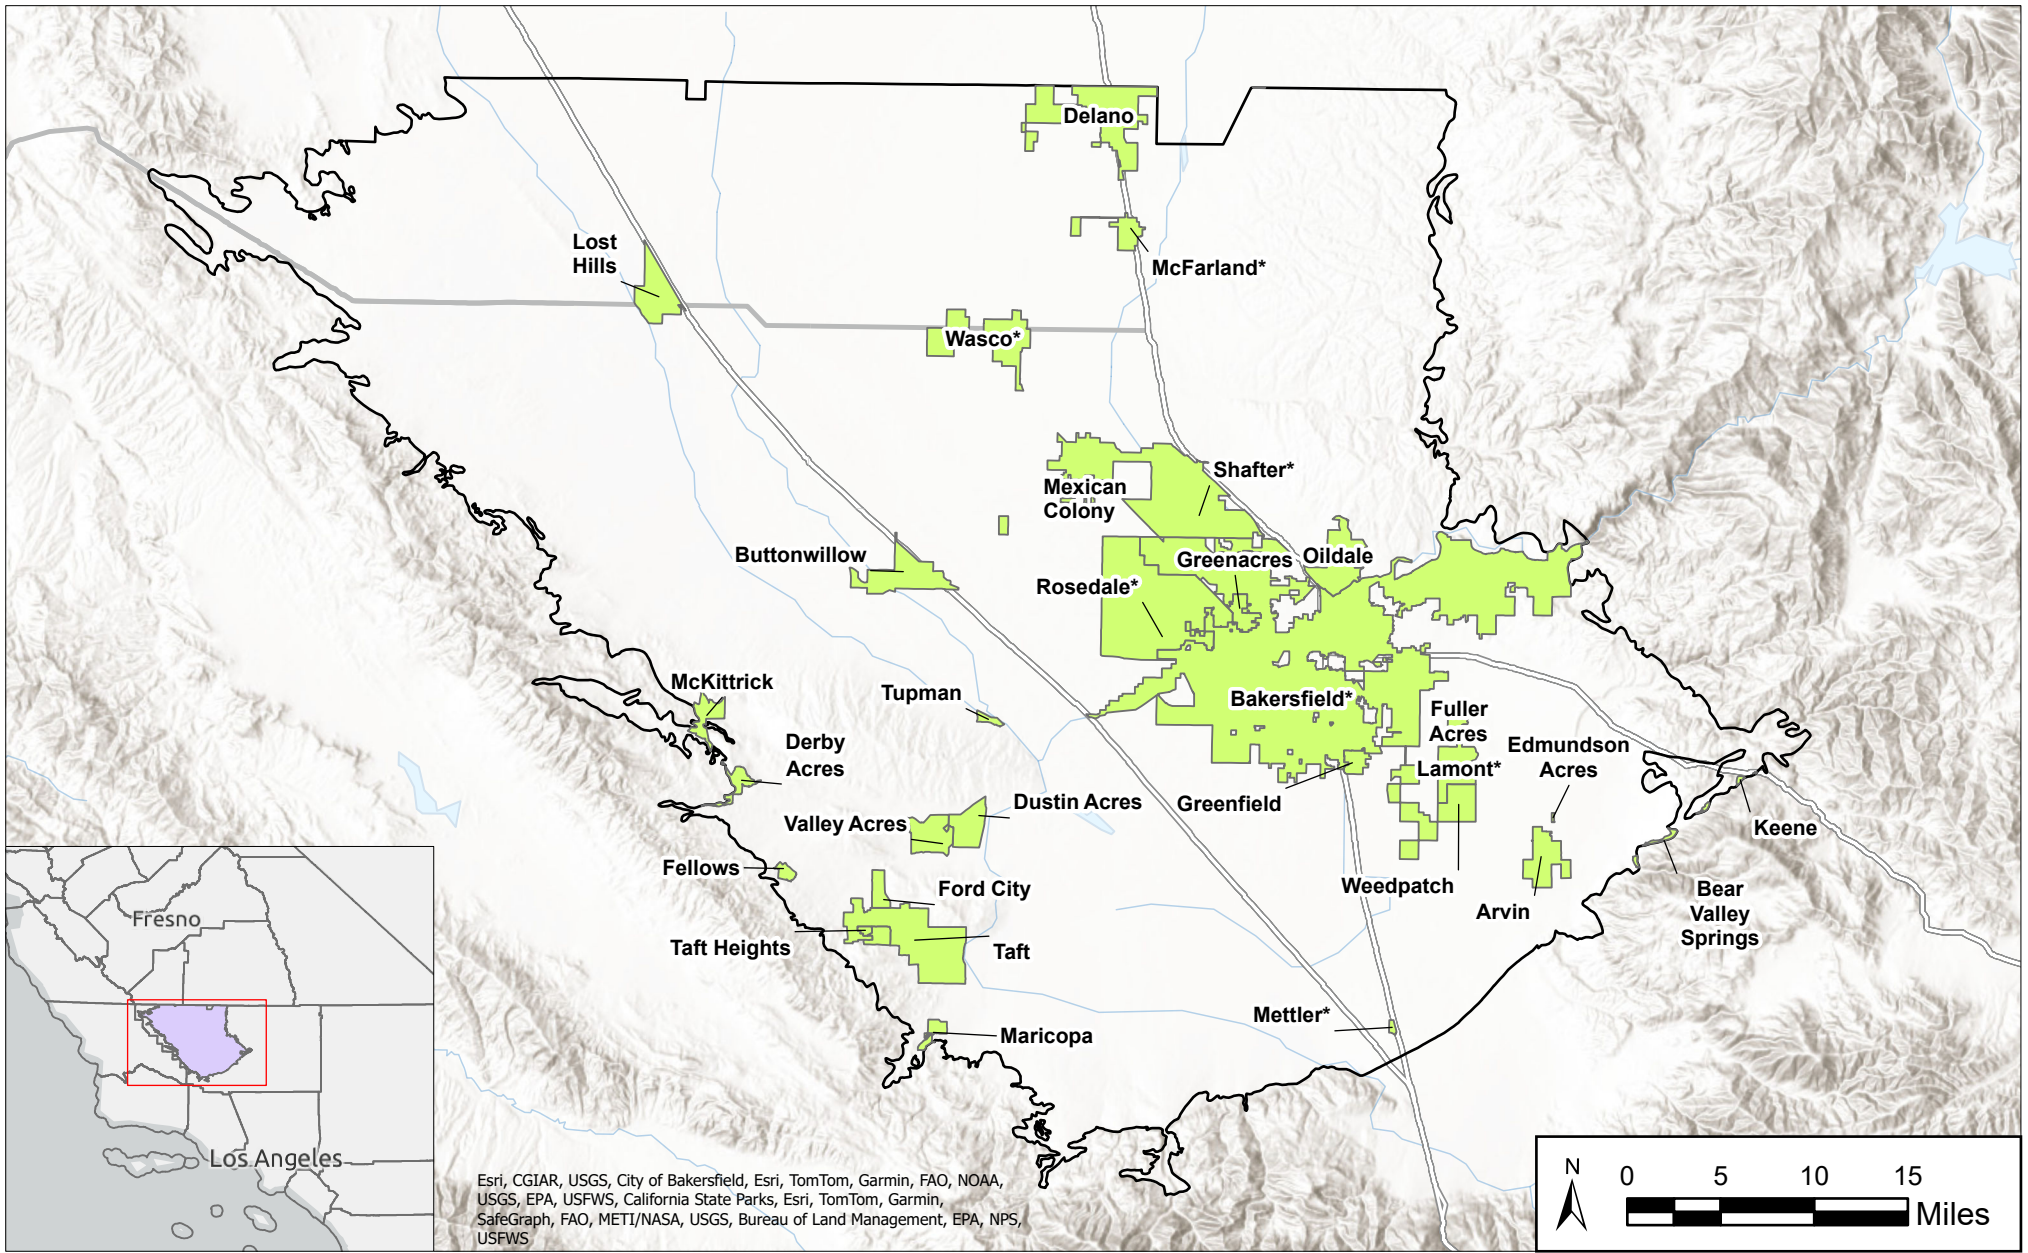 Delano
Lost
Hills
McFarland*
Wasco*
Shafter*
Mexican
Colony
Buttonwillow
Greenacres
Oildale
Rosedale*
McKittrick
Tupman
Bakersfield*
Fuller
Acres
Derby
Acres
Edmundson
Acres
Lamont*
Dustin Acres
Greenfield
Valley Acres
Keene
Fellows
Ford City
Weedpatch
Bear
Valley
Springs
Arvin
Taft Heights
Taft
Mettler*
Maricopa
Fresno
Los Angeles
Esri, CGIAR, USGS, City of Bakersfield, Esri, TomTom, Garmin, FAO, NOAA,
USGS, EPA, USFWS, California State Parks, Esri, TomTom, Garmin,
SafeGraph, FAO, METI/NASA, USGS, Bureau of Land Management, EPA, NPS,
USFWS
N
0 5 10 15
Miles